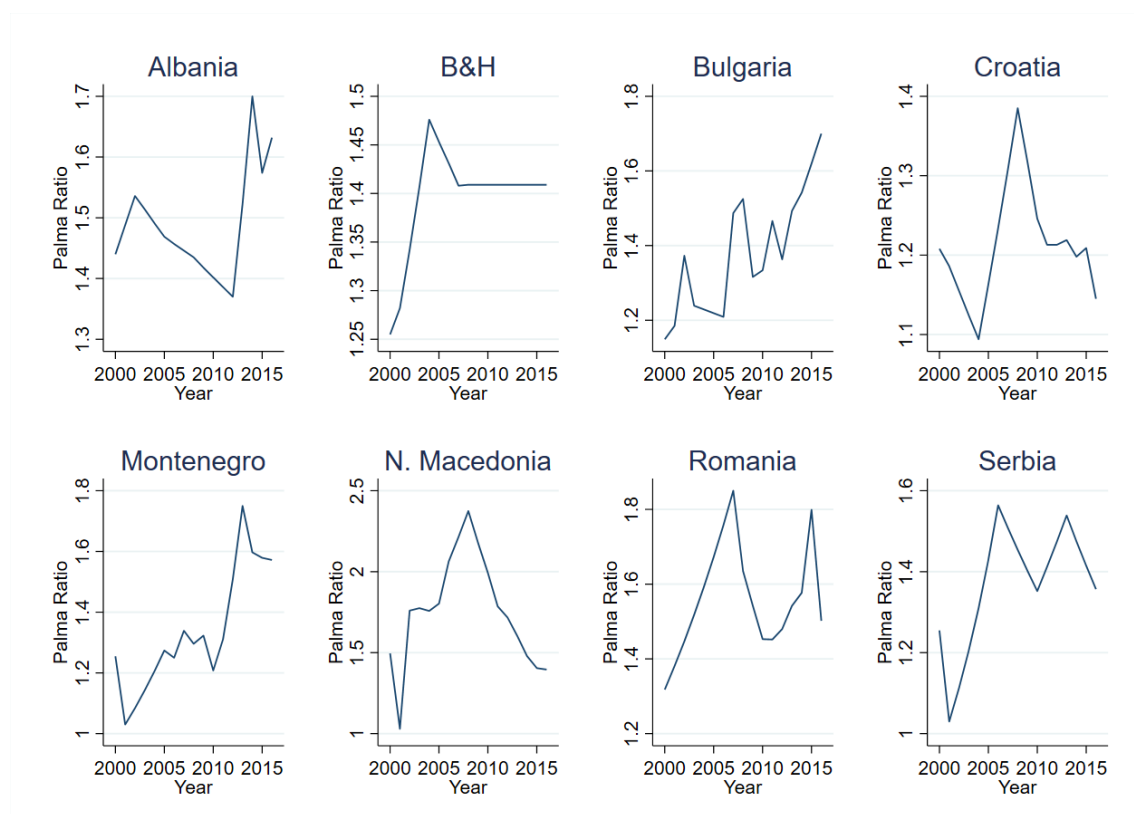 Albania
Palma Ratio
1.3 1.4 1.5 1.6 1.7
2000 2005 2010 2015
Year
B&H
Palma Ratio
1.25 1.3 1.35 1.4 1.45 1.5
2000 2005 2010 2015
Year
Bulgaria
Palma Ratio
1.2 1.4 1.6 1.8
2000 2005 2010 2015
Year
Croatia
Palma Ratio
1.1 1.2 1.3 1.4
2000 2005 2010 2015
Year
Montenegro
Palma Ratio
1 1.2 1.4 1.6 1.8
2000 2005 2010 2015
Year
N. Macedonia
Palma Ratio
1 1.5 2 2.5
2000 2005 2010 2015
Year
Romania
Palma Ratio
1.2 1.4 1.6 1.8
2000 2005 2010 2015
Year
Serbia
Palma Ratio
1 1.2 1.4 1.6
2000 2005 2010 2015
Year